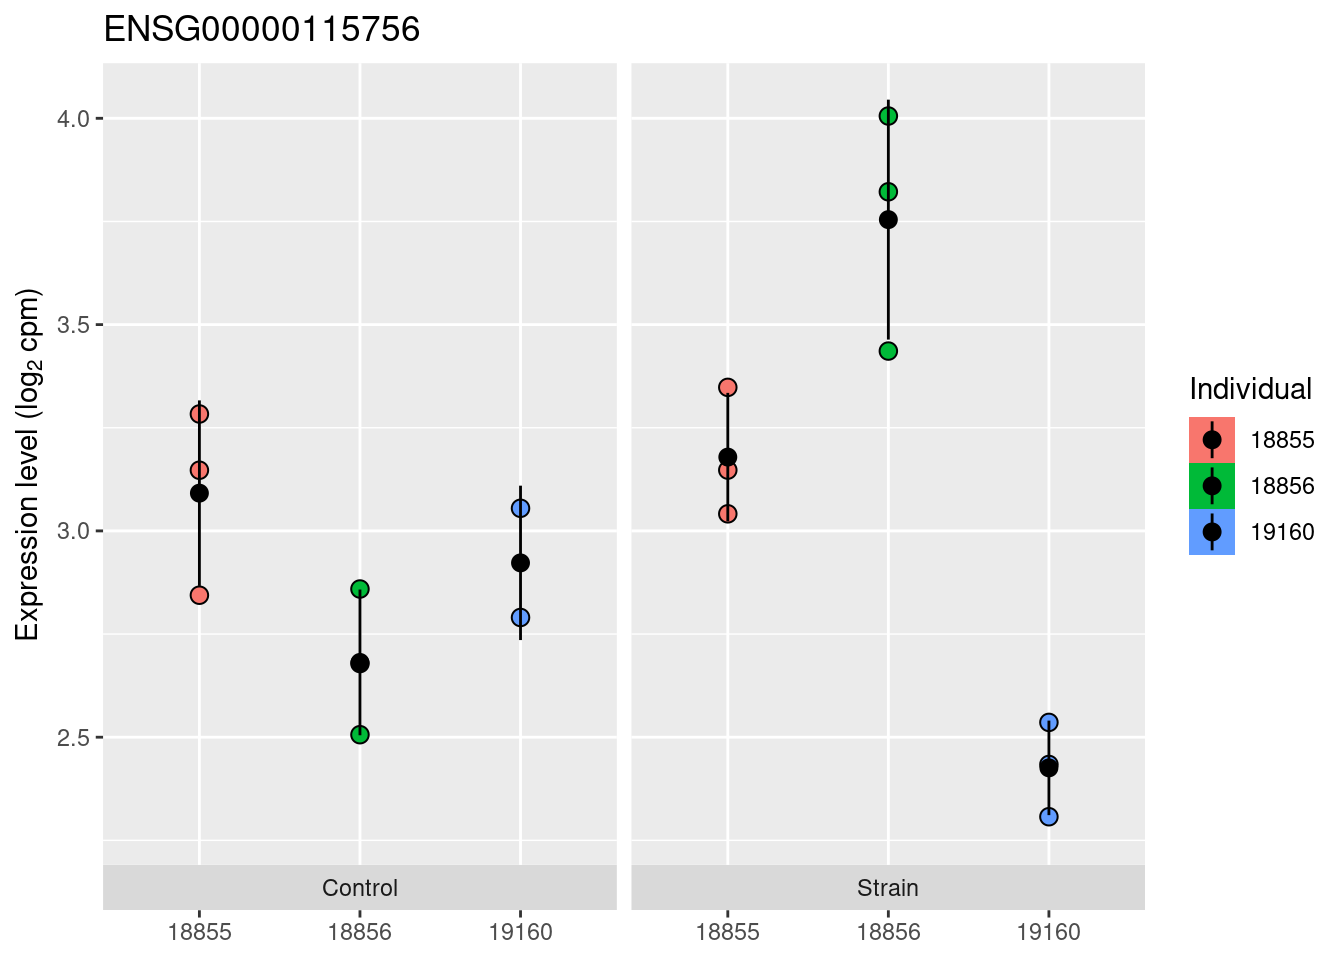 ENSG00000115756
Expression level (log₂ cpm)
4.0
3.5
3.0
2.5
Control
Strain
18855
18856
19160
18855
18856
19160
Individual
18855
18856
19160